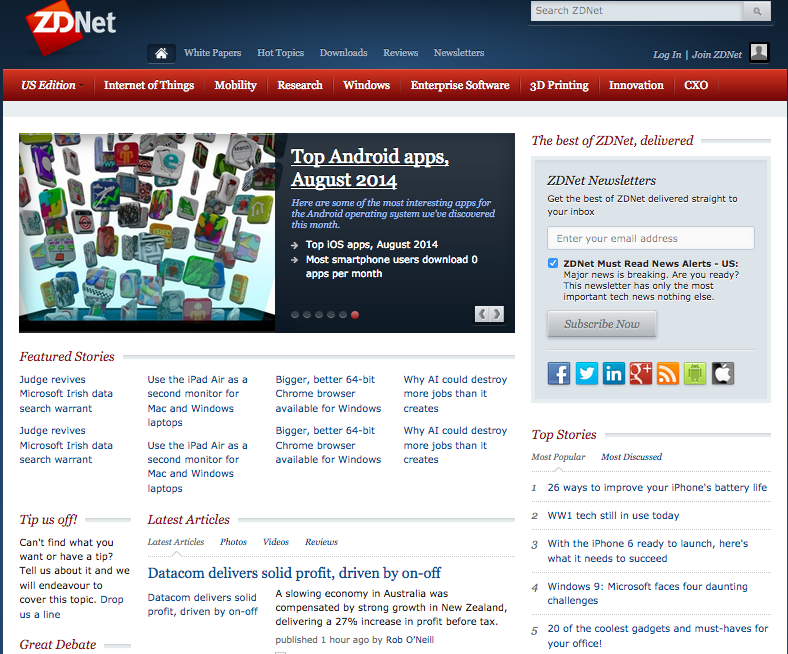 ZDNet
Search ZDNet
White Papers Hot Topics Downloads Reviews Newsletters
Log In | Join ZDNet
US Edition Internet of Things Mobility Research Windows Enterprise Software 3D Printing Innovation CXO
Top Android apps,
August 2014
Here are some of the most interesting apps for
the Android operating system we've discovered
this month.
Top iOS apps, August 2014
Most smartphone users download 0
apps per month
The best of ZDNet, delivered
ZDNet Newsletters
Get the best of ZDNet delivered straight to
your inbox
Enter your email address
ZDNet Must Read News Alerts - US:
Major news is breaking. Are you ready?
This newsletter has only the most
important tech news nothing else.
Subscribe Now
Featured Stories
Judge revives
Microsoft Irish data
search warrant
Use the iPad Air as a
second monitor for
Mac and Windows
laptops
Bigger, better 64-bit
Chrome browser
available for Windows
Why AI could destroy
more jobs than it
creates
Judge revives
Microsoft Irish data
search warrant
Use the iPad Air as a
second monitor for
Mac and Windows
laptops
Bigger, better 64-bit
Chrome browser
available for Windows
Why AI could destroy
more jobs than it
creates
Top Stories
Most Popular Most Discussed
1 26 ways to improve your iPhone's battery life
2 WW1 tech still in use today
3 With the iPhone 6 ready to launch, here's
what it needs to succeed
4 Windows 9: Microsoft faces four daunting
challenges
5 20 of the coolest gadgets and must-haves for
your office!
Tip us off!
Can't find what you
want or have a tip?
Tell us about it and we
will endeavour to
cover this topic. Drop
us a line
Great Debate
Latest Articles
Latest Articles Photos Videos Reviews
Datacom delivers solid profit, driven by on-off
Datacom delivers solid
profit, driven by on-off
A slowing economy in Australia was
compensated by strong growth in New Zealand,
delivering a 27% increase in profit before tax.
published 1 hour ago by Rob O'Neill